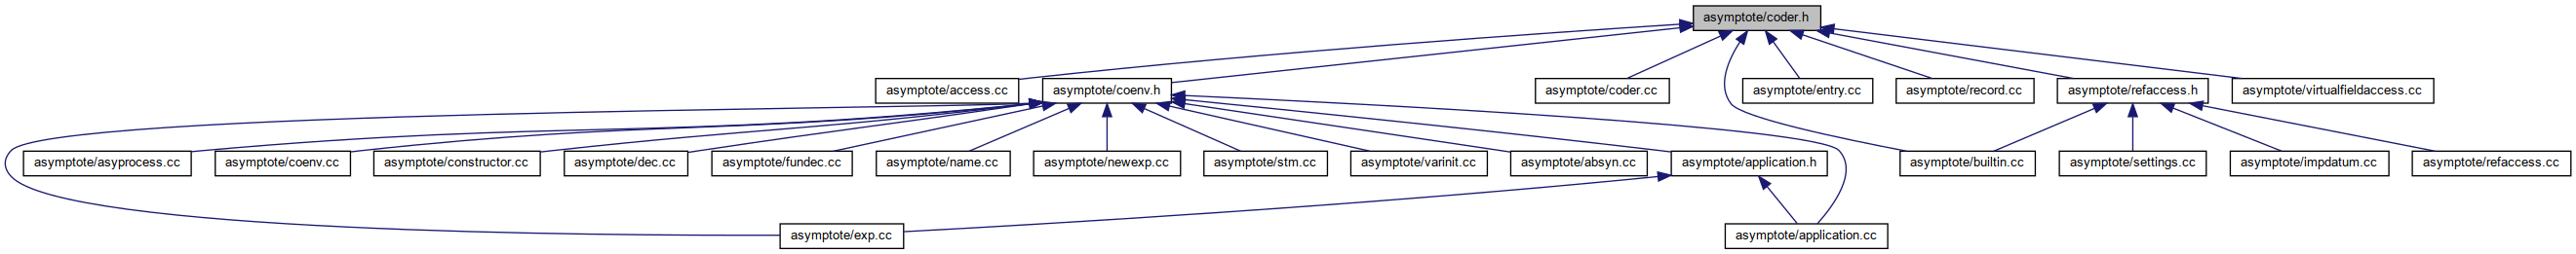 asymptote/coder.h
asymptote/access.cc
asymptote/coenv.h
asymptote/coder.cc
asymptote/entry.cc
asymptote/record.cc
asymptote/refaccess.h
asymptote/virtualfieldaccess.cc
asymptote/asyprocess.cc
asymptote/coenv.cc
asymptote/constructor.cc
asymptote/dec.cc
asymptote/fundec.cc
asymptote/name.cc
asymptote/newexp.cc
asymptote/stm.cc
asymptote/varinit.cc
asymptote/absyn.cc
asymptote/application.h
asymptote/builtin.cc
asymptote/settings.cc
asymptote/impdatum.cc
asymptote/refaccess.cc
asymptote/exp.cc
asymptote/application.cc